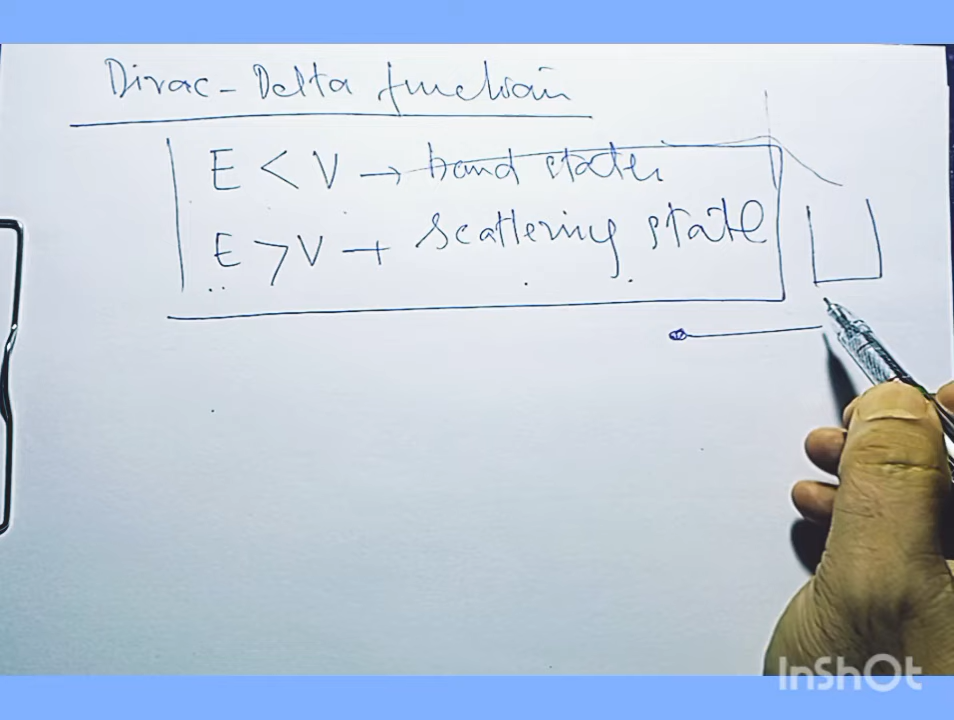 Dirac-Delta function
E < V → bound states
E > V → scattering state
InShOt